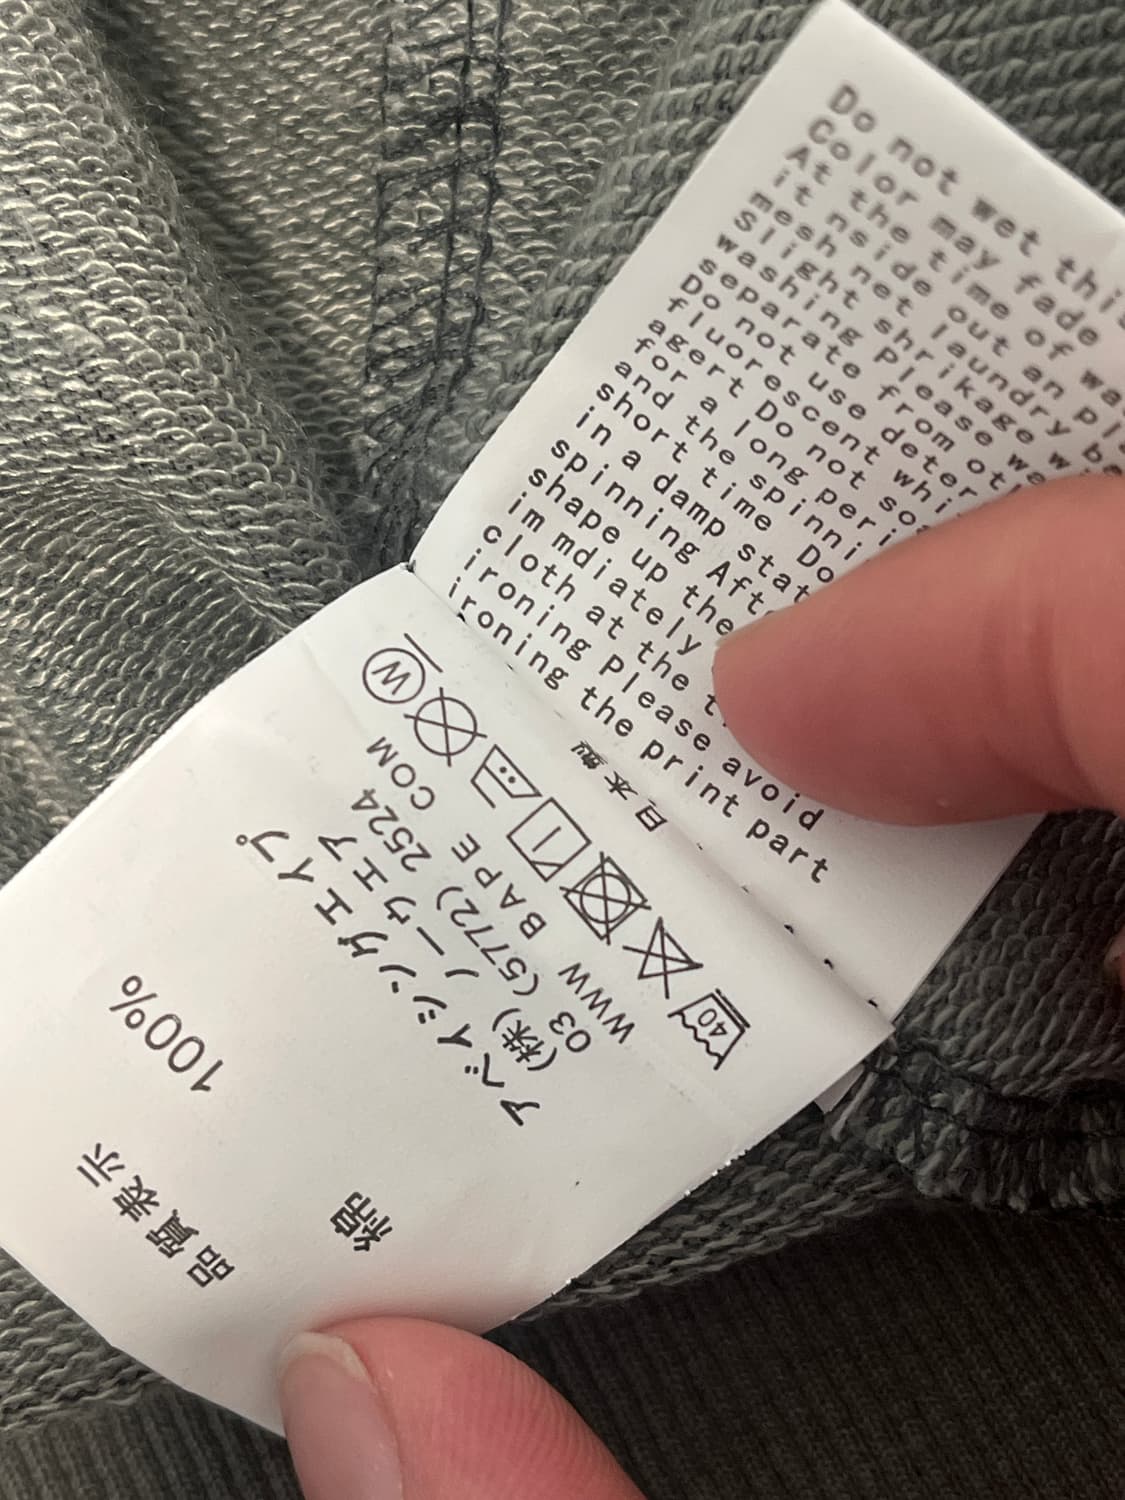 Do not wet thi
Color may fade
At the time of wa
it nside out an pl
mesh net laundry be
Slight shrikage w
washing Please we
separate from ot
Do not use deter
fluorescent whi
agert Do not so
for a long peri
and the spinni
short time Do
in a damp stat
spinning Aft
shape up the
im mdiately
cloth at the t
ironing Please avoid
ironing the print part
品質表示
綿 100%
アベイシングエイプ
(株) ノーウェア
03 (5772) 2524
WWW BAPE COM
40
W
日本製